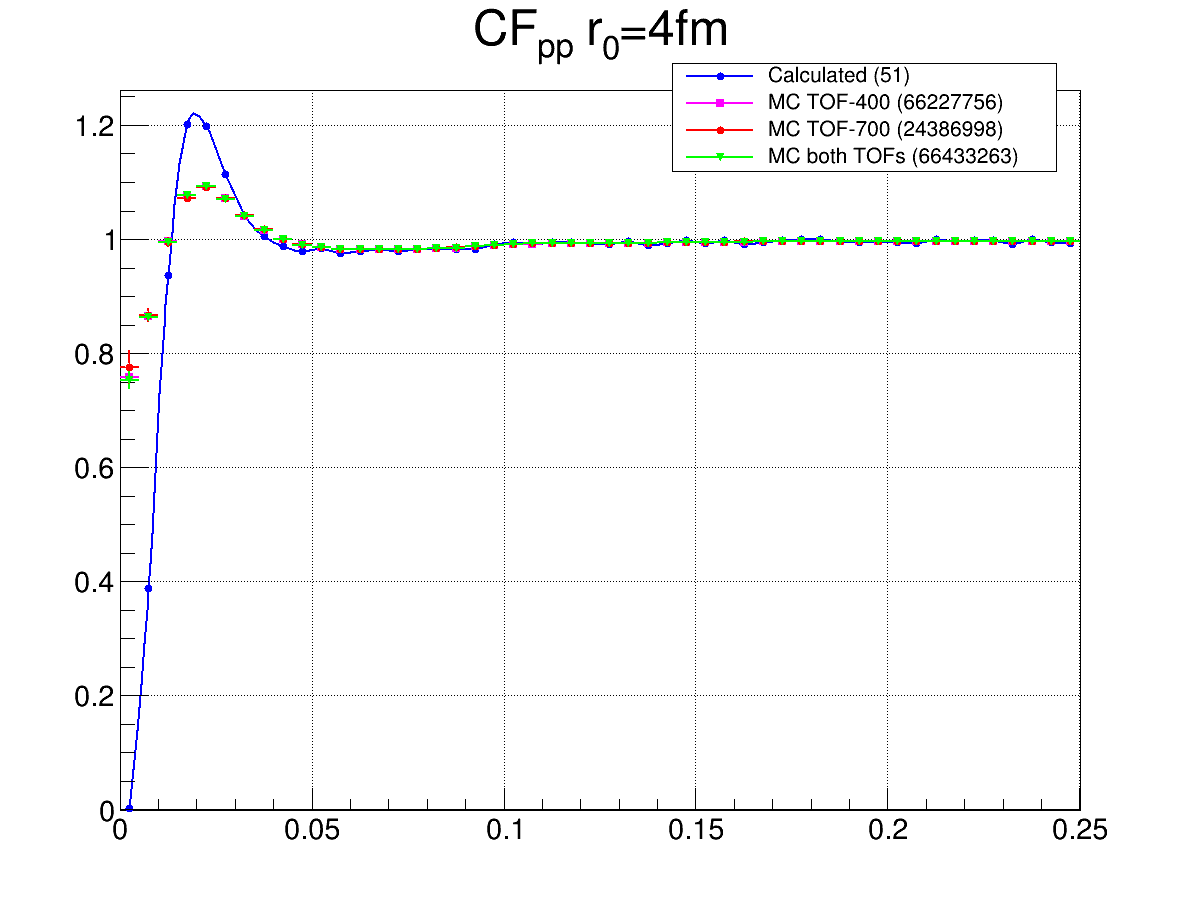 CFpp r0=4fm
Calculated (51)
MC TOF-400 (66227756)
MC TOF-700 (24386998)
MC both TOFs (66433263)
1.2
1
0.8
0.6
0.4
0.2
0
0 0.05 0.1 0.15 0.2 0.25